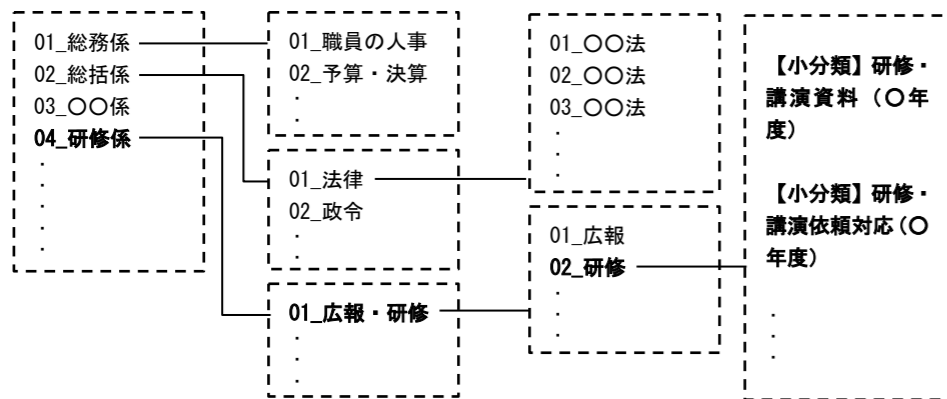 01_総務係
02_総括係
03_〇〇係
04_研修係
.
.
.
.
01_職員の人事
02_予算・決算
.
01_法律
02_政令
.
01_広報・研修
.
.
.
01_〇〇法
02_〇〇法
03_〇〇法
.
.
.
01_広報
02_研修
.
.
.
【小分類】研修・
講演資料(〇年
度)
【小分類】研修・
講演依頼対応(〇
年度)
.
.
.